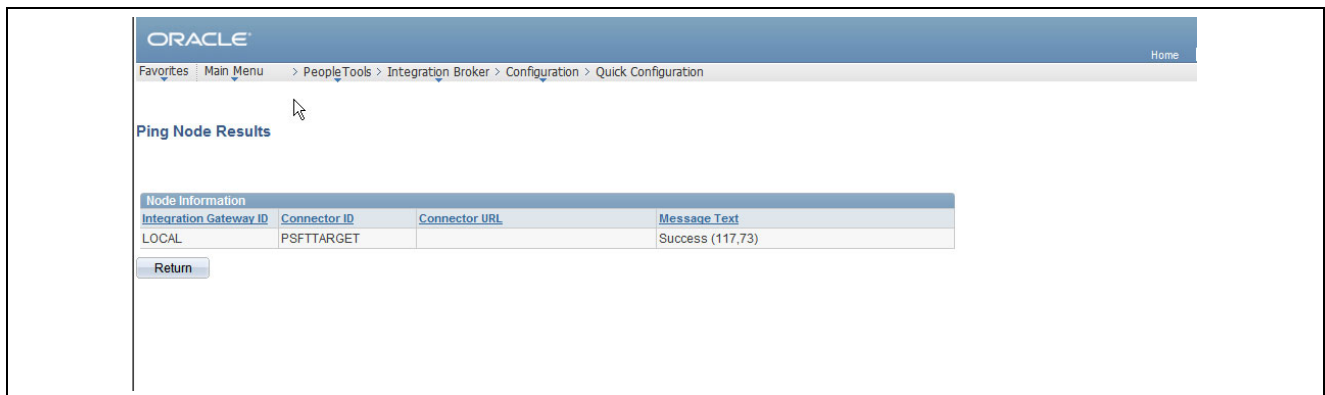 ORACLE
Home
Favorites Main Menu > PeopleTools > Integration Broker > Configuration > Quick Configuration
Ping Node Results
Node Information
Integration Gateway ID Connector ID Connector URL Message Text
LOCAL PSFTTARGET Success (117,73)
Return